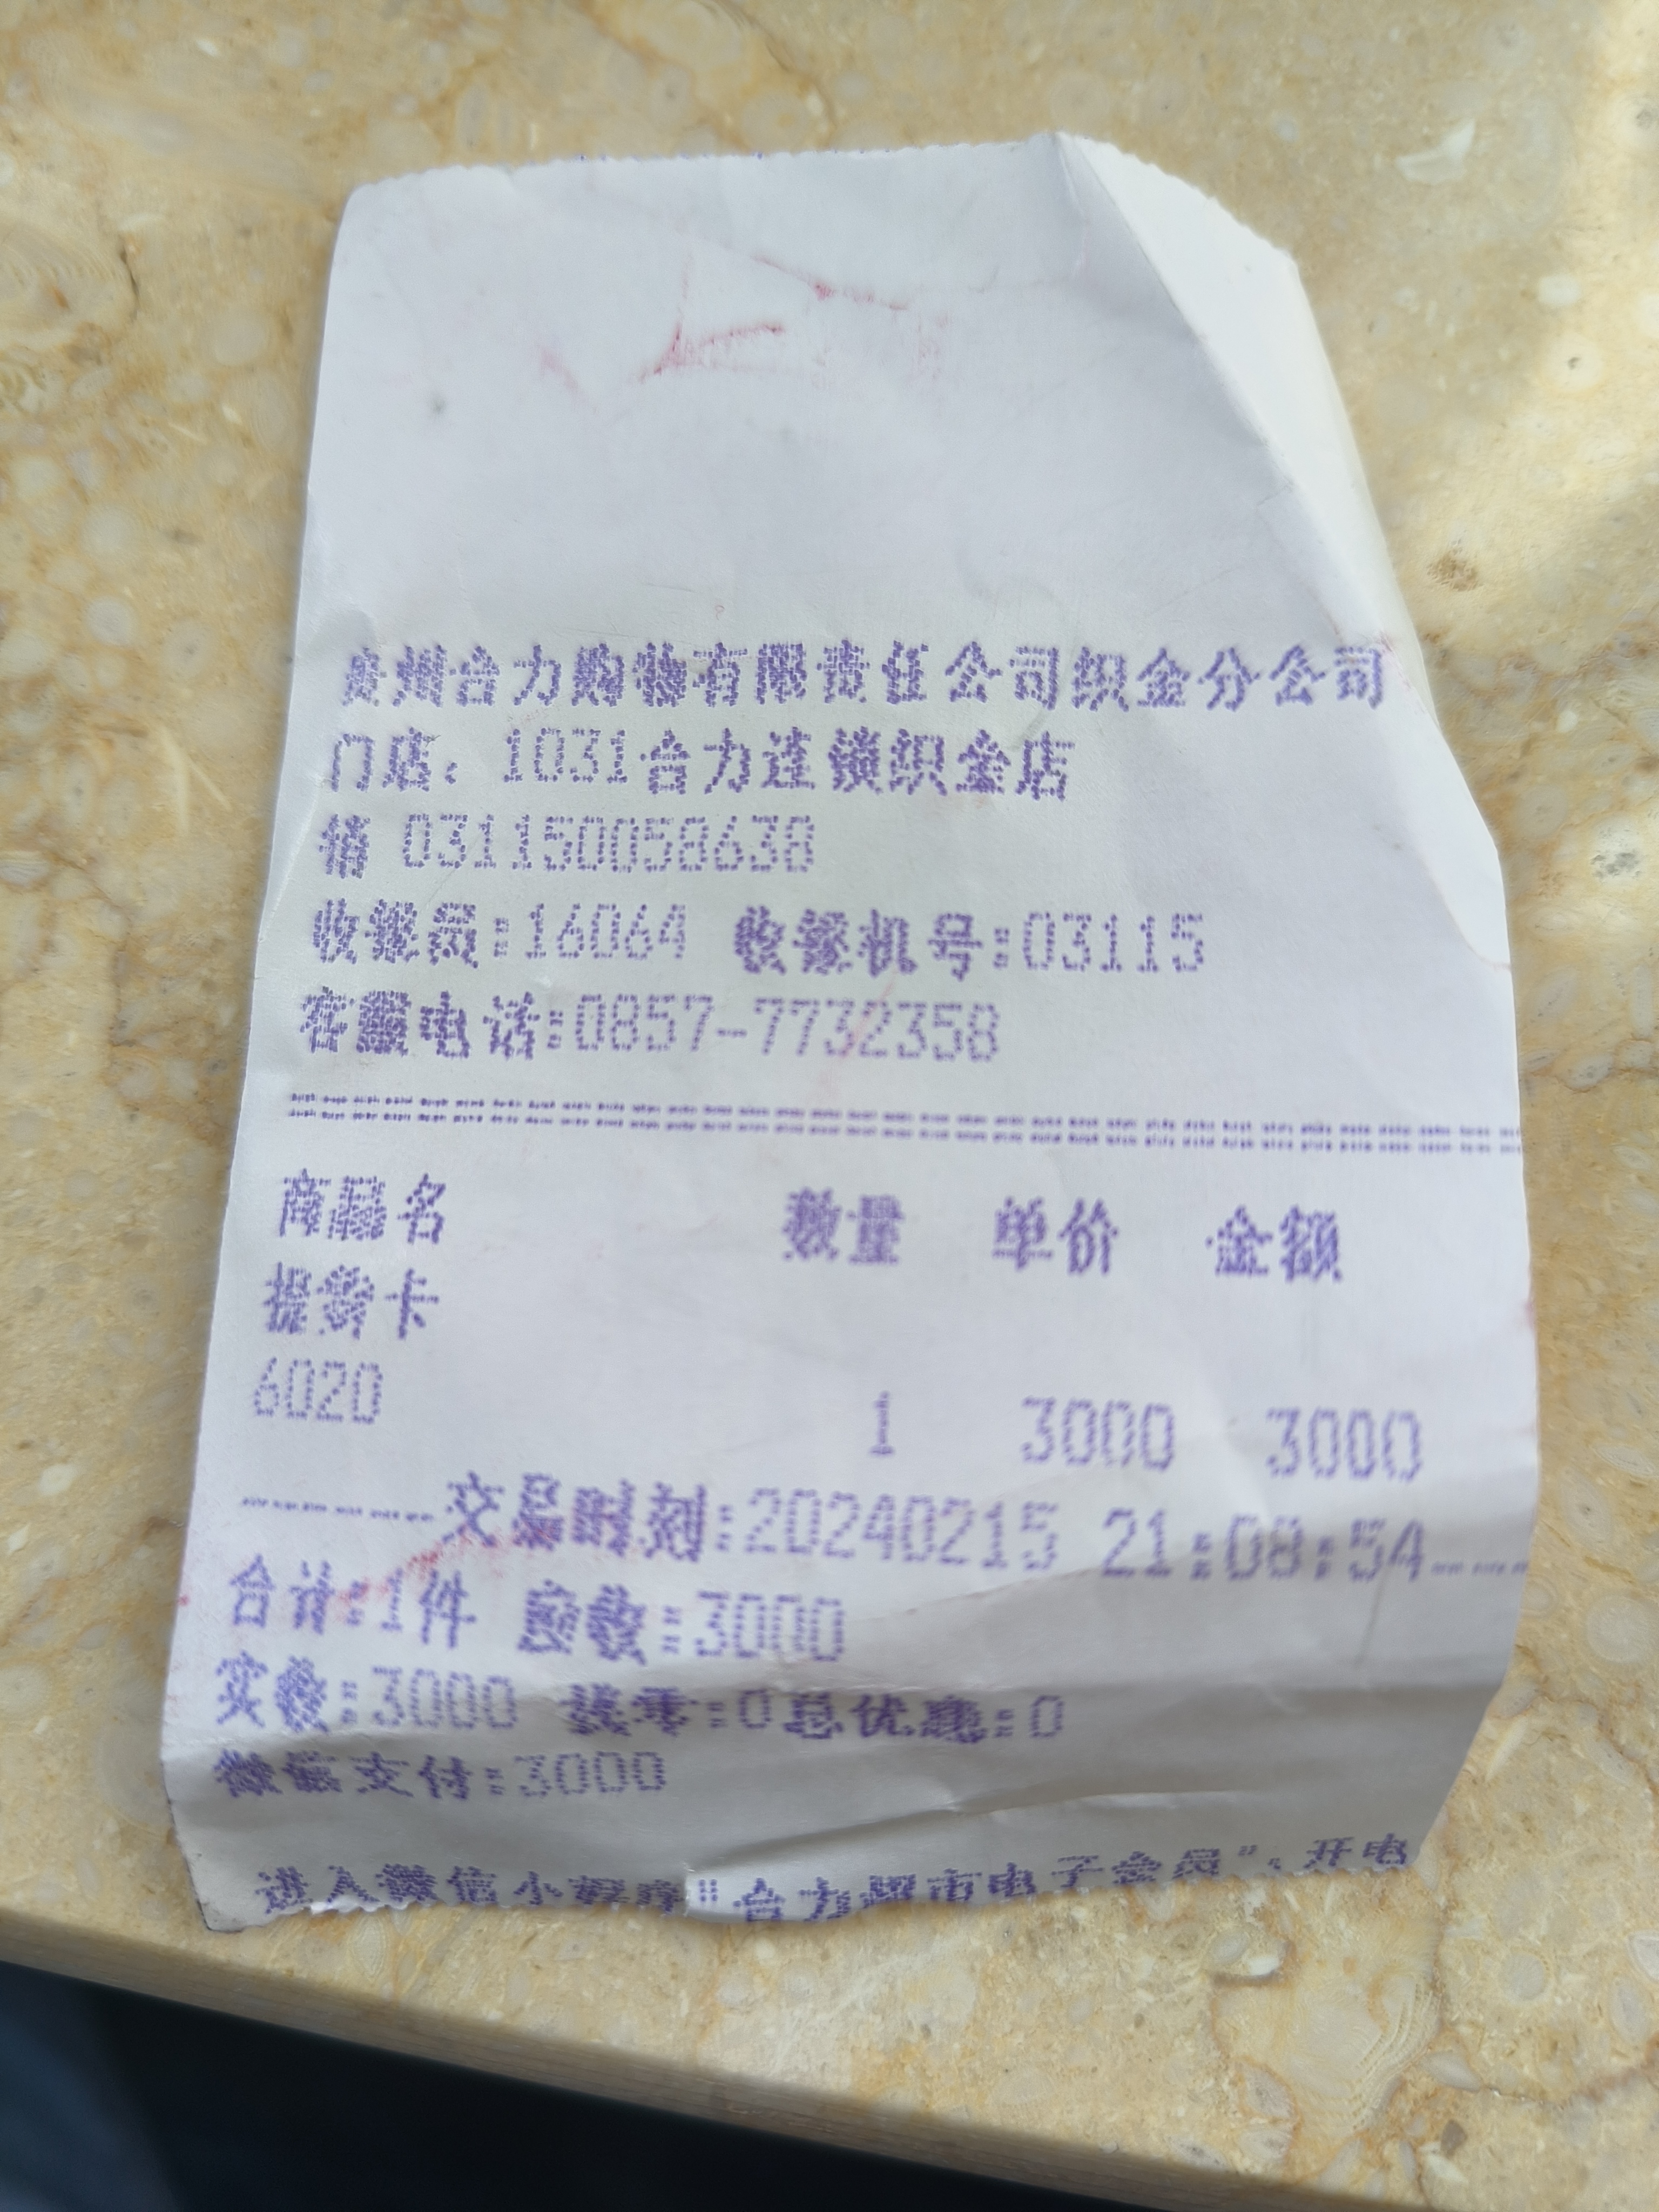 贵州合力购物有限责任公司织金分公司
门店：1031合力连锁织金店
销 0311500058638
收银员:16064 收银机号:03115
客服电话:0857-7732358
商品名 数量 单价 金额
提货卡
6020
1 3000 3000
交易时刻:20240215 21:08:54
合计:1件 应收:3000
实收:3000 找零:0总优惠:0
微信支付:3000
进入微信小程序"合力超市电子会员"，开电